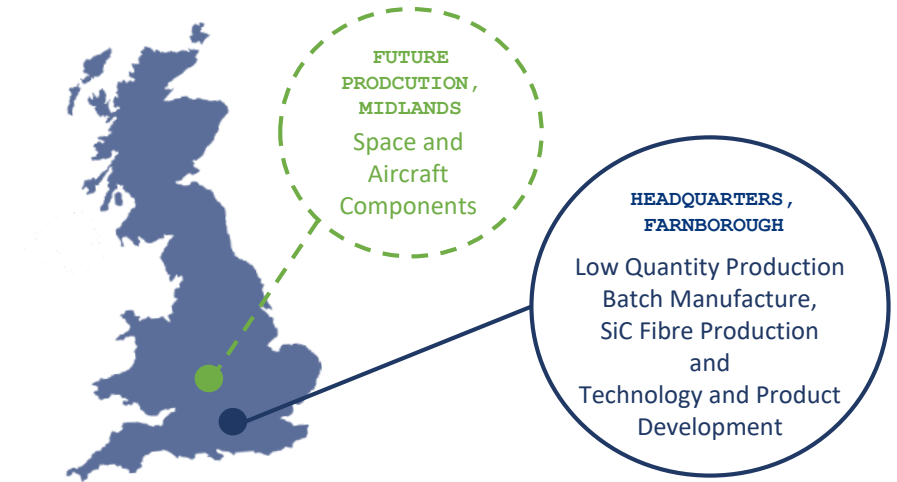 FUTURE
PRODCUTION,
MIDLANDS
Space and
Aircraft
Components
HEADQUARTERS,
FARNBOROUGH
Low Quantity Production
Batch Manufacture,
SiC Fibre Production
and
Technology and Product
Development